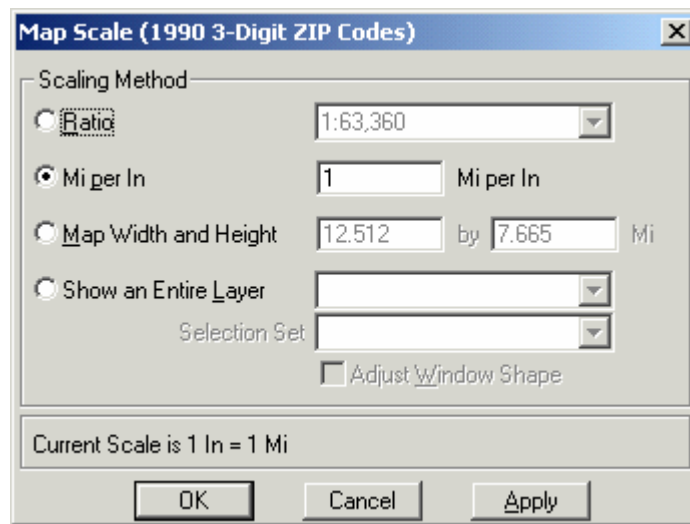 Map Scale (1990 3-Digit ZIP Codes)
Scaling Method
Ratio 1:63,360
Mi per In 1 Mi per In
Map Width and Height 12.512 by 7.665 Mi
Show an Entire Layer
Selection Set
Adjust Window Shape
Current Scale is 1 In = 1 Mi
OK Cancel Apply